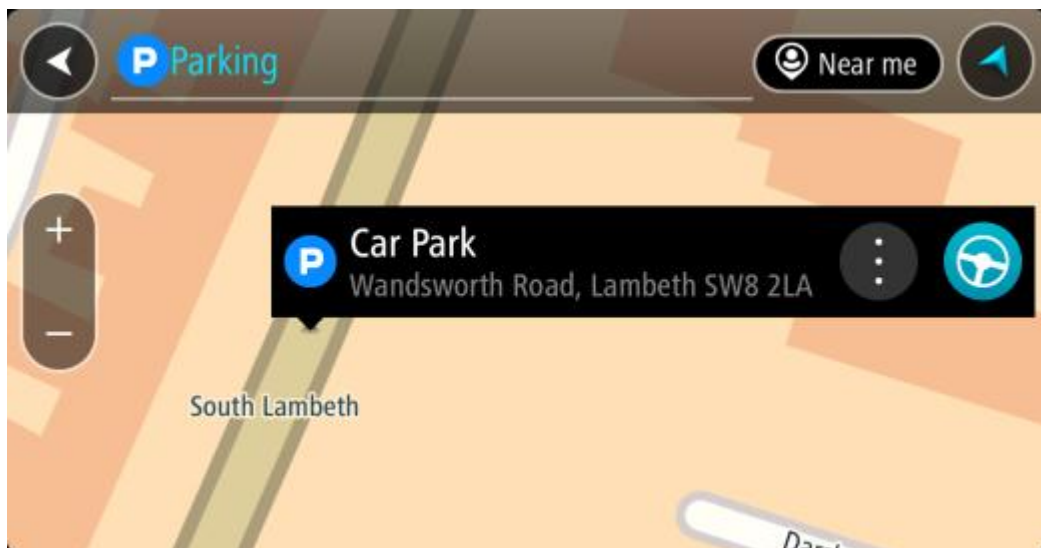 P Parking
Near me
P Car Park
Wandsworth Road, Lambeth SW8 2LA
South Lambeth